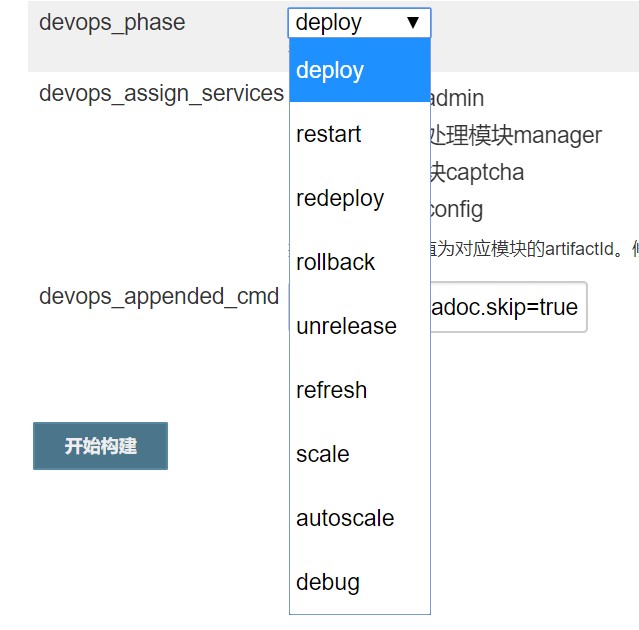 devops_phase deploy ▼
deploy
devops_assign_services admin
restart 处理模块manager
块captcha
redeploy config
值为对应模块的artifactId。
rollback
devops_appended_cmd adoc.skip=true
unrelease
refresh
开始构建 scale
autoscale
debug